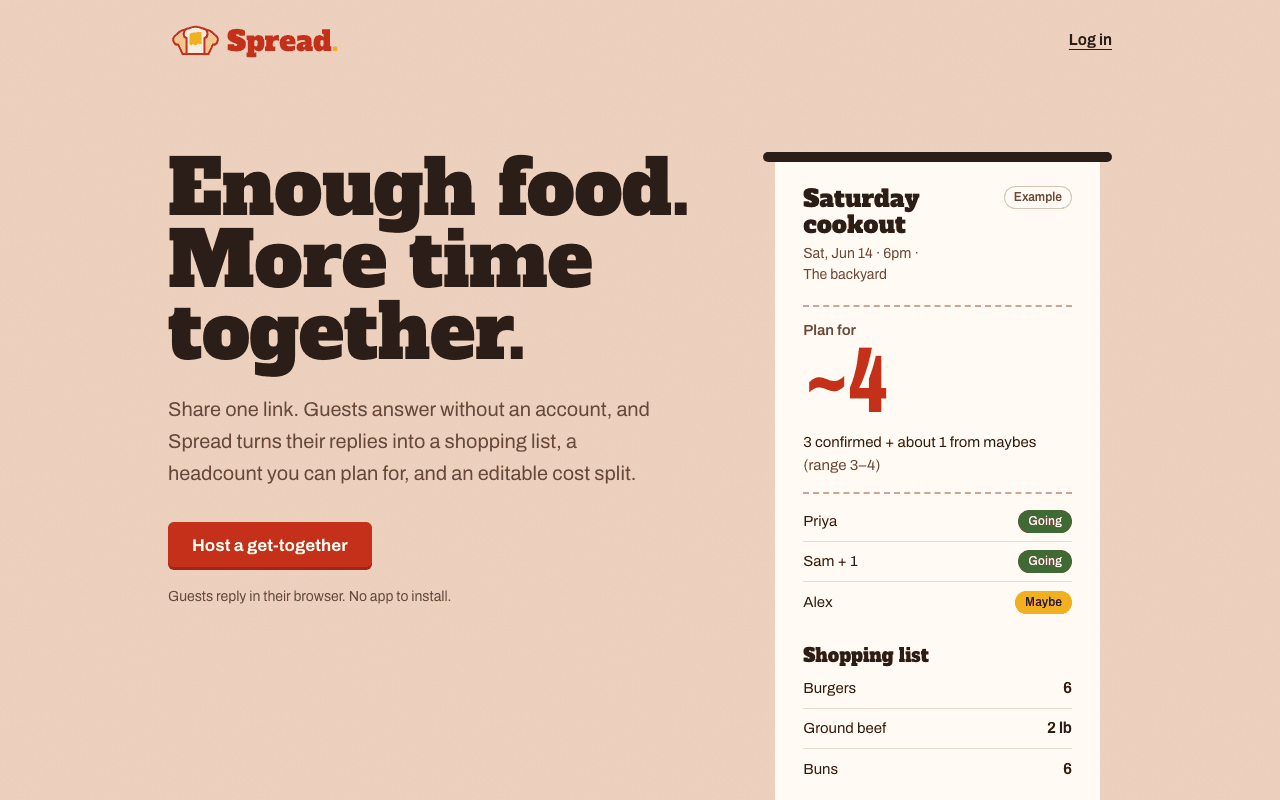 Spread.
Log in
Enough food.
More time
together.
Share one link. Guests answer without an account, and
Spread turns their replies into a shopping list, a
headcount you can plan for, and an editable cost split.
Host a get-together
Guests reply in their browser. No app to install.
Saturday
cookout
Example
Sat, Jun 14 · 6pm ·
The backyard
Plan for
~4
3 confirmed + about 1 from maybes
(range 3–4)
Priya Going
Sam + 1 Going
Alex Maybe
Shopping list
Burgers 6
Ground beef 2 lb
Buns 6